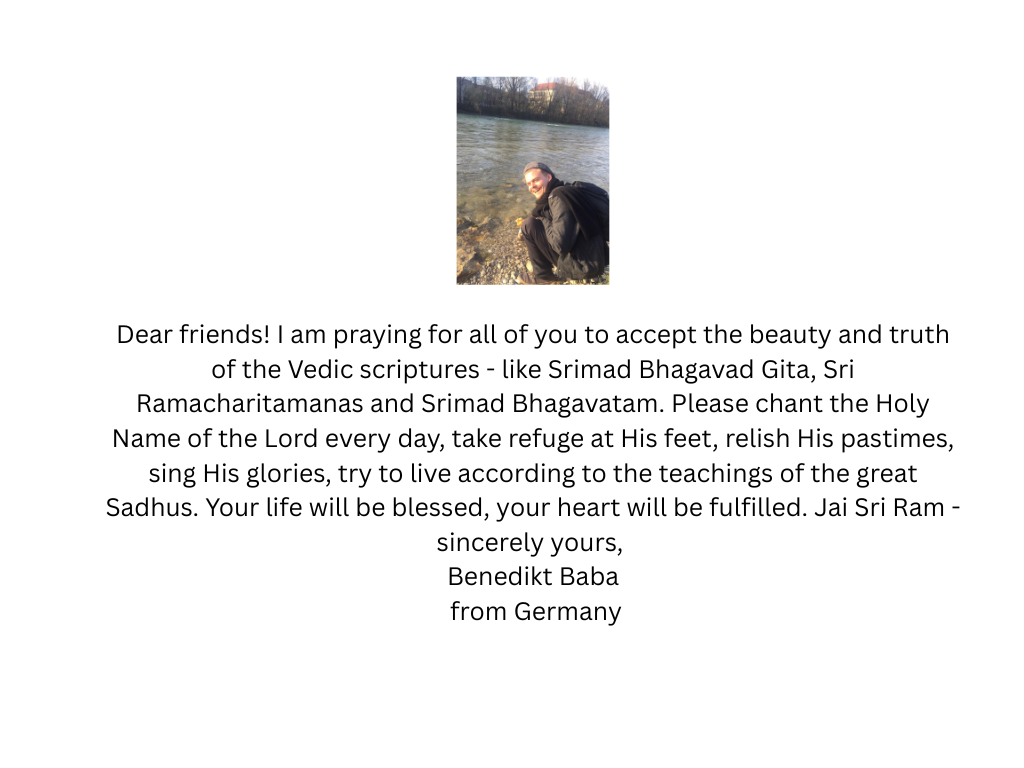 Dear friends! I am praying for all of you to accept the beauty and truth
of the Vedic scriptures - like Srimad Bhagavad Gita, Sri
Ramacharitamanas and Srimad Bhagavatam. Please chant the Holy
Name of the Lord every day, take refuge at His feet, relish His pastimes,
sing His glories, try to live according to the teachings of the great
Sadhus. Your life will be blessed, your heart will be fulfilled. Jai Sri Ram -
sincerely yours,
Benedikt Baba
from Germany